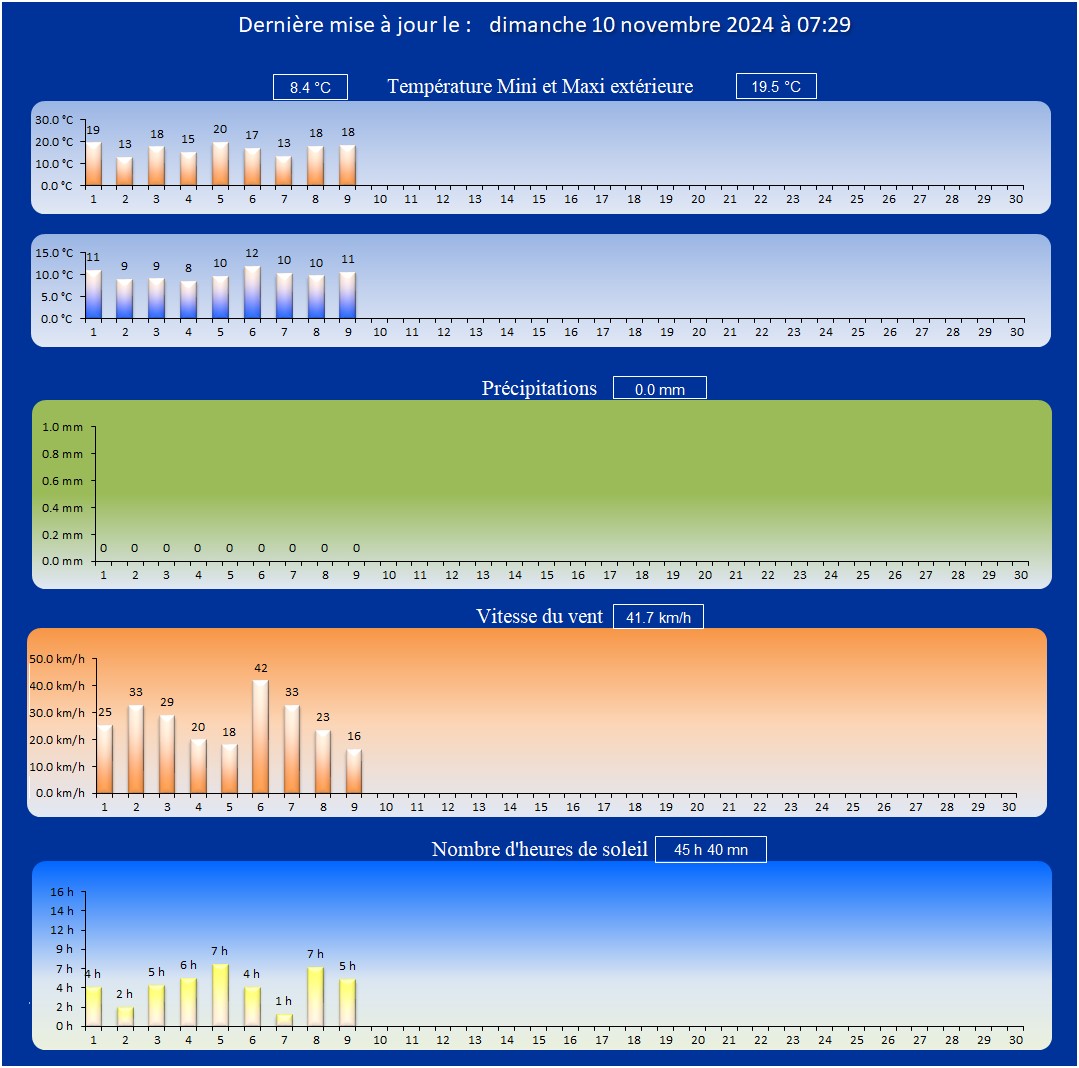 Dernière mise à jour le : dimanche 10 novembre 2024 à 07:29
8.4 °C Température Mini et Maxi extérieure 19.5 °C
30.0 °C
20.0 °C
10.0 °C
0.0 °C
19 13 18 15 20 17 13 18 18
1 2 3 4 5 6 7 8 9 10 11 12 13 14 15 16 17 18 19 20 21 22 23 24 25 26 27 28 29 30
15.0 °C
10.0 °C
5.0 °C
0.0 °C
11 9 9 8 10 12 10 10 11
1 2 3 4 5 6 7 8 9 10 11 12 13 14 15 16 17 18 19 20 21 22 23 24 25 26 27 28 29 30
Précipitations 0.0 mm
1.0 mm
0.8 mm
0.6 mm
0.4 mm
0.2 mm
0.0 mm
0 0 0 0 0 0 0 0 0
1 2 3 4 5 6 7 8 9 10 11 12 13 14 15 16 17 18 19 20 21 22 23 24 25 26 27 28 29 30
Vitesse du vent 41.7 km/h
50.0 km/h
40.0 km/h
30.0 km/h
20.0 km/h
10.0 km/h
0.0 km/h
25 33 29 20 18 42 33 23 16
1 2 3 4 5 6 7 8 9 10 11 12 13 14 15 16 17 18 19 20 21 22 23 24 25 26 27 28 29 30
Nombre d'heures de soleil 45 h 40 mn
16 h
14 h
12 h
9 h
7 h
4 h
2 h
0 h
4 h 2 h 5 h 6 h 7 h 4 h 1 h 7 h 5 h
1 2 3 4 5 6 7 8 9 10 11 12 13 14 15 16 17 18 19 20 21 22 23 24 25 26 27 28 29 30